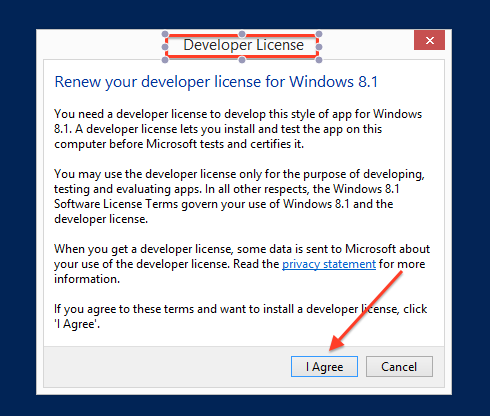 Developer License
Renew your developer license for Windows 8.1
You need a developer license to develop this style of app for Windows
8.1. A developer license lets you install and test the app on this
computer before Microsoft tests and certifies it.
You may use the developer license only for the purpose of developing,
testing and evaluating apps. In all other respects, the Windows 8.1
Software License Terms govern your use of Windows 8.1 and the
developer license.
When you get a developer license, some data is sent to Microsoft about
your use of the developer license. Read the privacy statement for more
information.
If you agree to these terms and want to install a developer license, click
'I Agree'.
I Agree Cancel